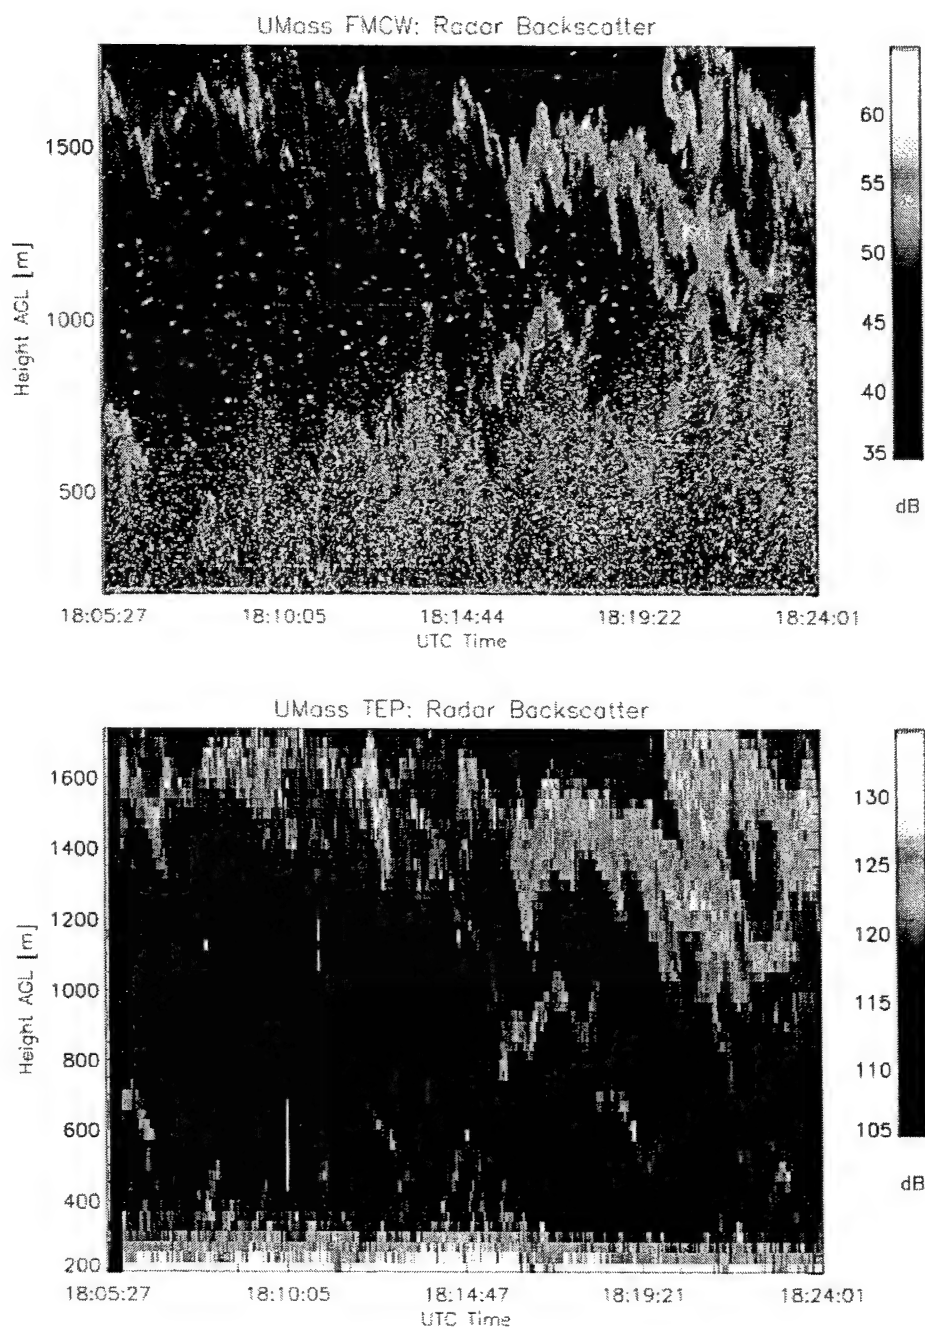 UMass FMCW: Radar Backscatter
Height AGL [m]
1500
1000
500
18:05:27 18:10:05 18:14:44 18:19:22 18:24:01
UTC Time
60
55
50
45
40
35
dB
UMass TEP: Radar Backscatter
Height AGL [m]
1600
1400
1200
1000
800
600
400
200
18:05:27 18:10:05 18:14:47 18:19:21 18:24:01
UTC Time
130
125
120
115
110
105
dB